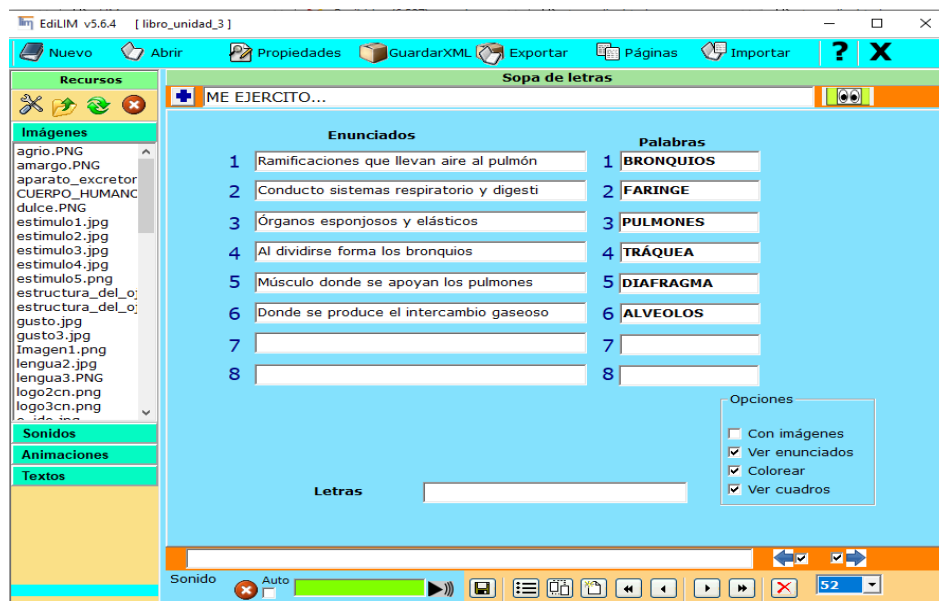 EdiLIM v5.6.4 [ libro_unidad_3 ]
Nuevo Abrir Propiedades GuardarXML Exportar Páginas Importar ? X
Recursos
Sopa de letras
ME EJERCITO...
Imágenes
agrio.PNG
amargo.PNG
aparato_excretor
CUERPO_HUMANO
dulce.PNG
estimulo1.jpg
estimulo2.jpg
estimulo3.jpg
estimulo4.jpg
estimulo5.png
estructura_del_oj
estructura_del_oj
gusto.jpg
gusto3.jpg
Imagen1.png
lengua2.jpg
lengua3.PNG
logo2cn.png
logo3cn.png
Sonidos
Animaciones
Textos
Enunciados Palabras
1 Ramificaciones que llevan aire al pulmón 1 BRONQUIOS
2 Conducto sistemas respiratorio y digesti 2 FARINGE
3 Órganos esponjosos y elásticos 3 PULMONES
4 Al dividirse forma los bronquios 4 TRÁQUEA
5 Músculo donde se apoyan los pulmones 5 DIAFRAGMA
6 Donde se produce el intercambio gaseoso 6 ALVEOLOS
7 7
8 8
Opciones
Con imágenes
Ver enunciados
Colorear
Ver cuadros
Letras
Sonido Auto 52